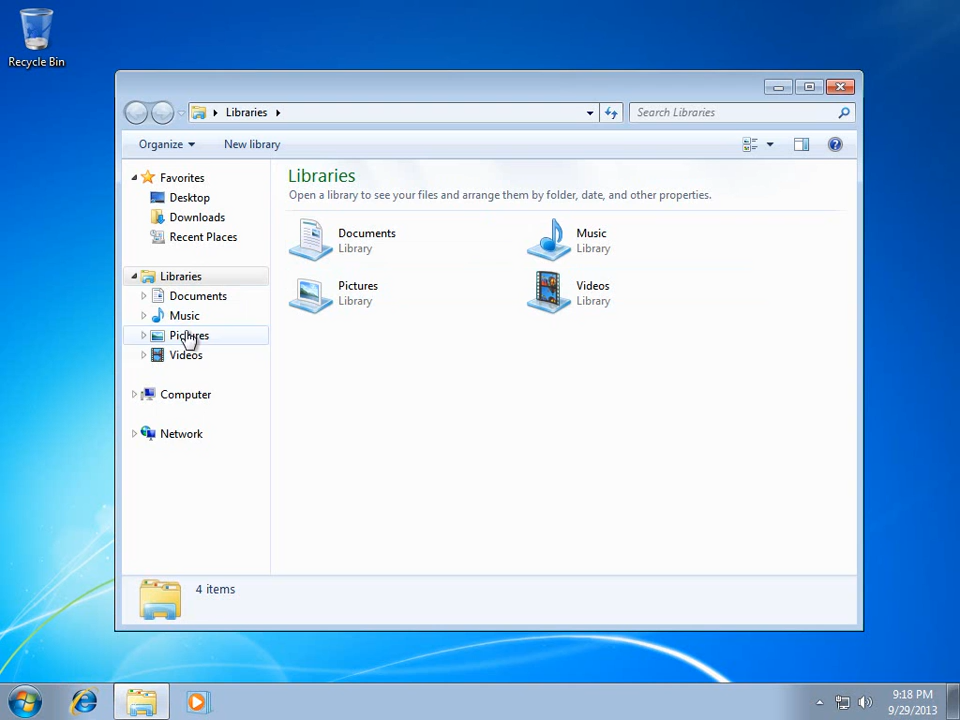 Recycle Bin
Libraries
Search Libraries
Organize
New library
Favorites
Desktop
Downloads
Recent Places
Libraries
Documents
Music
Pictures
Videos
Computer
Network
Libraries
Open a library to see your files and arrange them by folder, date, and other properties.
Documents
Library
Music
Library
Pictures
Library
Videos
Library
4 items
9:18 PM
9/29/2013